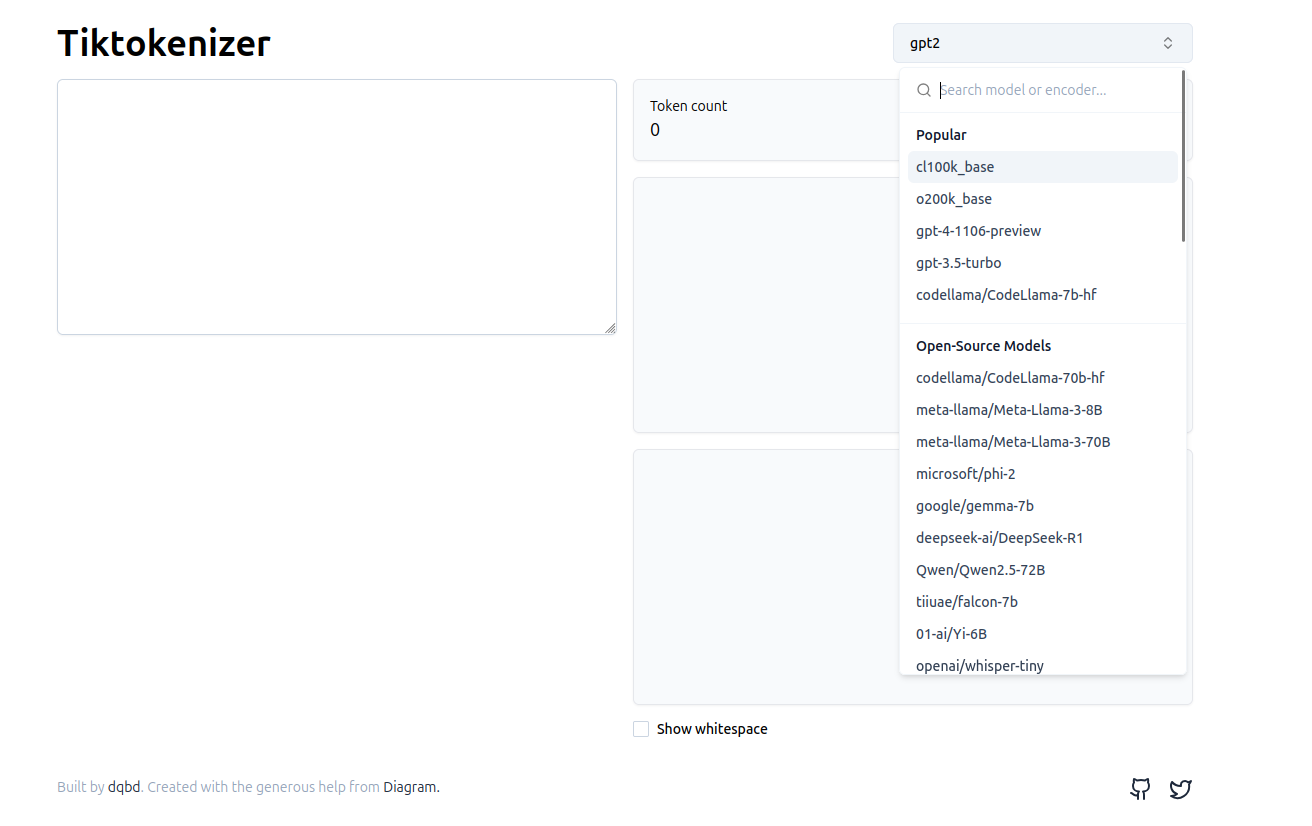 Tiktokenizer
gpt2
Search model or encoder...
Token count
0
Popular
cl100k_base
o200k_base
gpt-4-1106-preview
gpt-3.5-turbo
codellama/CodeLlama-7b-hf
Open-Source Models
codellama/CodeLlama-70b-hf
meta-llama/Meta-Llama-3-8B
meta-llama/Meta-Llama-3-70B
microsoft/phi-2
google/gemma-7b
deepseek-ai/DeepSeek-R1
Qwen/Qwen2.5-72B
tiiuae/falcon-7b
01-ai/Yi-6B
openai/whisper-tiny
Show whitespace
Built by dqbd. Created with the generous help from Diagram.